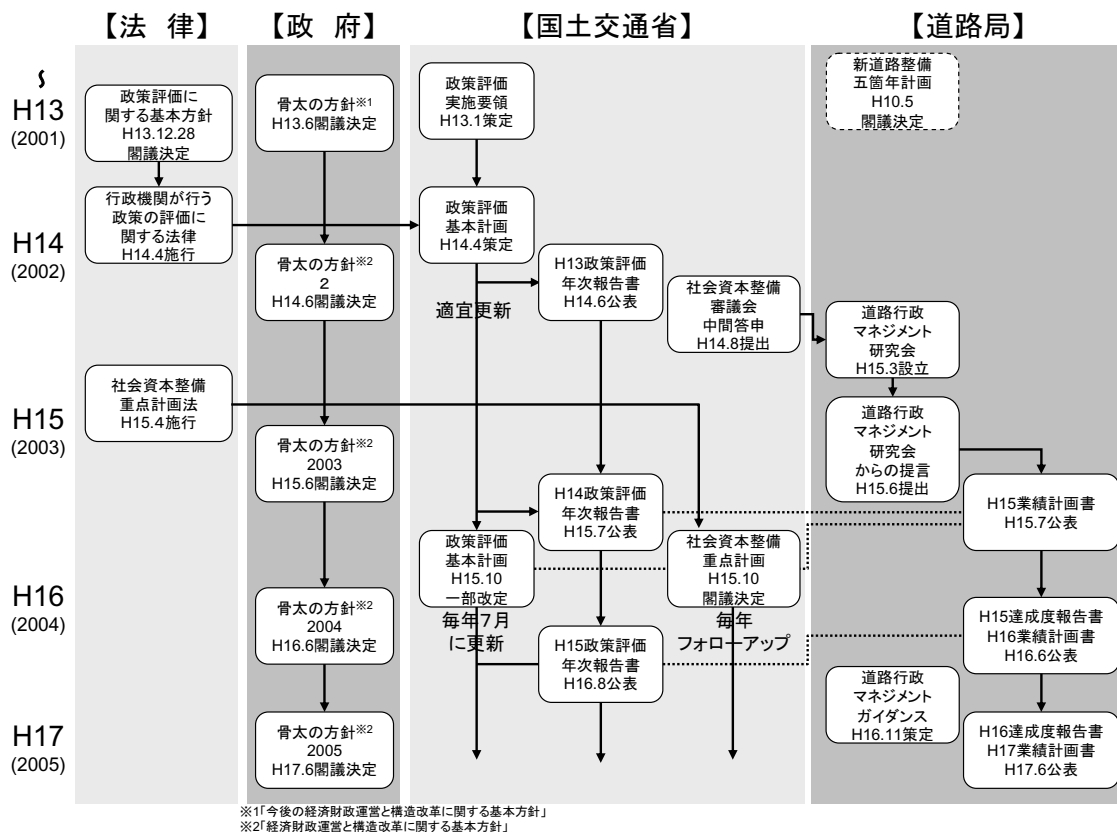 【法　律】
【政　府】
【国土交通省】
【道路局】
～
H13
(2001)
H14
(2002)
H15
(2003)
H16
(2004)
H17
(2005)
政策評価に
関する基本方針
H13.12.28
閣議決定
行政機関が行う
政策の評価に
関する法律
H14.4施行
社会資本整備
重点計画法
H15.4施行
骨太の方針※1
H13.6閣議決定
骨太の方針※2
2
H14.6閣議決定
骨太の方針※2
2003
H15.6閣議決定
骨太の方針※2
2004
H16.6閣議決定
骨太の方針※2
2005
H17.6閣議決定
政策評価
実施要領
H13.1策定
政策評価
基本計画
H14.4策定
適宜更新
政策評価
基本計画
H15.10
一部改定
毎年７月
に更新
H13政策評価
年次報告書
H14.6公表
H14政策評価
年次報告書
H15.7公表
H15政策評価
年次報告書
H16.8公表
社会資本整備
審議会
中間答申
H14.8提出
社会資本整備
重点計画
H15.10
閣議決定
毎年
フォローアップ
新道路整備
五箇年計画
H10.5
閣議決定
道路行政
マネジメント
研究会
H15.3設立
道路行政
マネジメント
研究会
からの提言
H15.6提出
道路行政
マネジメント
ガイダンス
H16.11策定
H15業績計画書
H15.7公表
H15達成度報告書
H16業績計画書
H16.6公表
H16達成度報告書
H17業績計画書
H17.6公表
※1「今後の経済財政運営と構造改革に関する基本方針」
※2「経済財政運営と構造改革に関する基本方針」